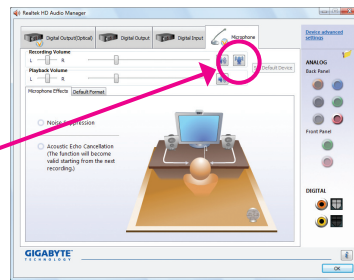 Realtek HD Audio Manager
Digital Output(Optical)
Digital Output
Digital Input
Microphone
Device advanced
settings
Recording Volume
L
R
Default Device
Playback Volume
L
R
Microphone Effects
Default Format
Noise Suppression
Acoustic Echo Cancellation
(The function will become
valid starting from the next
recording.)
ANALOG
Back Panel
Front Panel
DIGITAL
GIGABYTE
TECHNOLOGY
i
OK